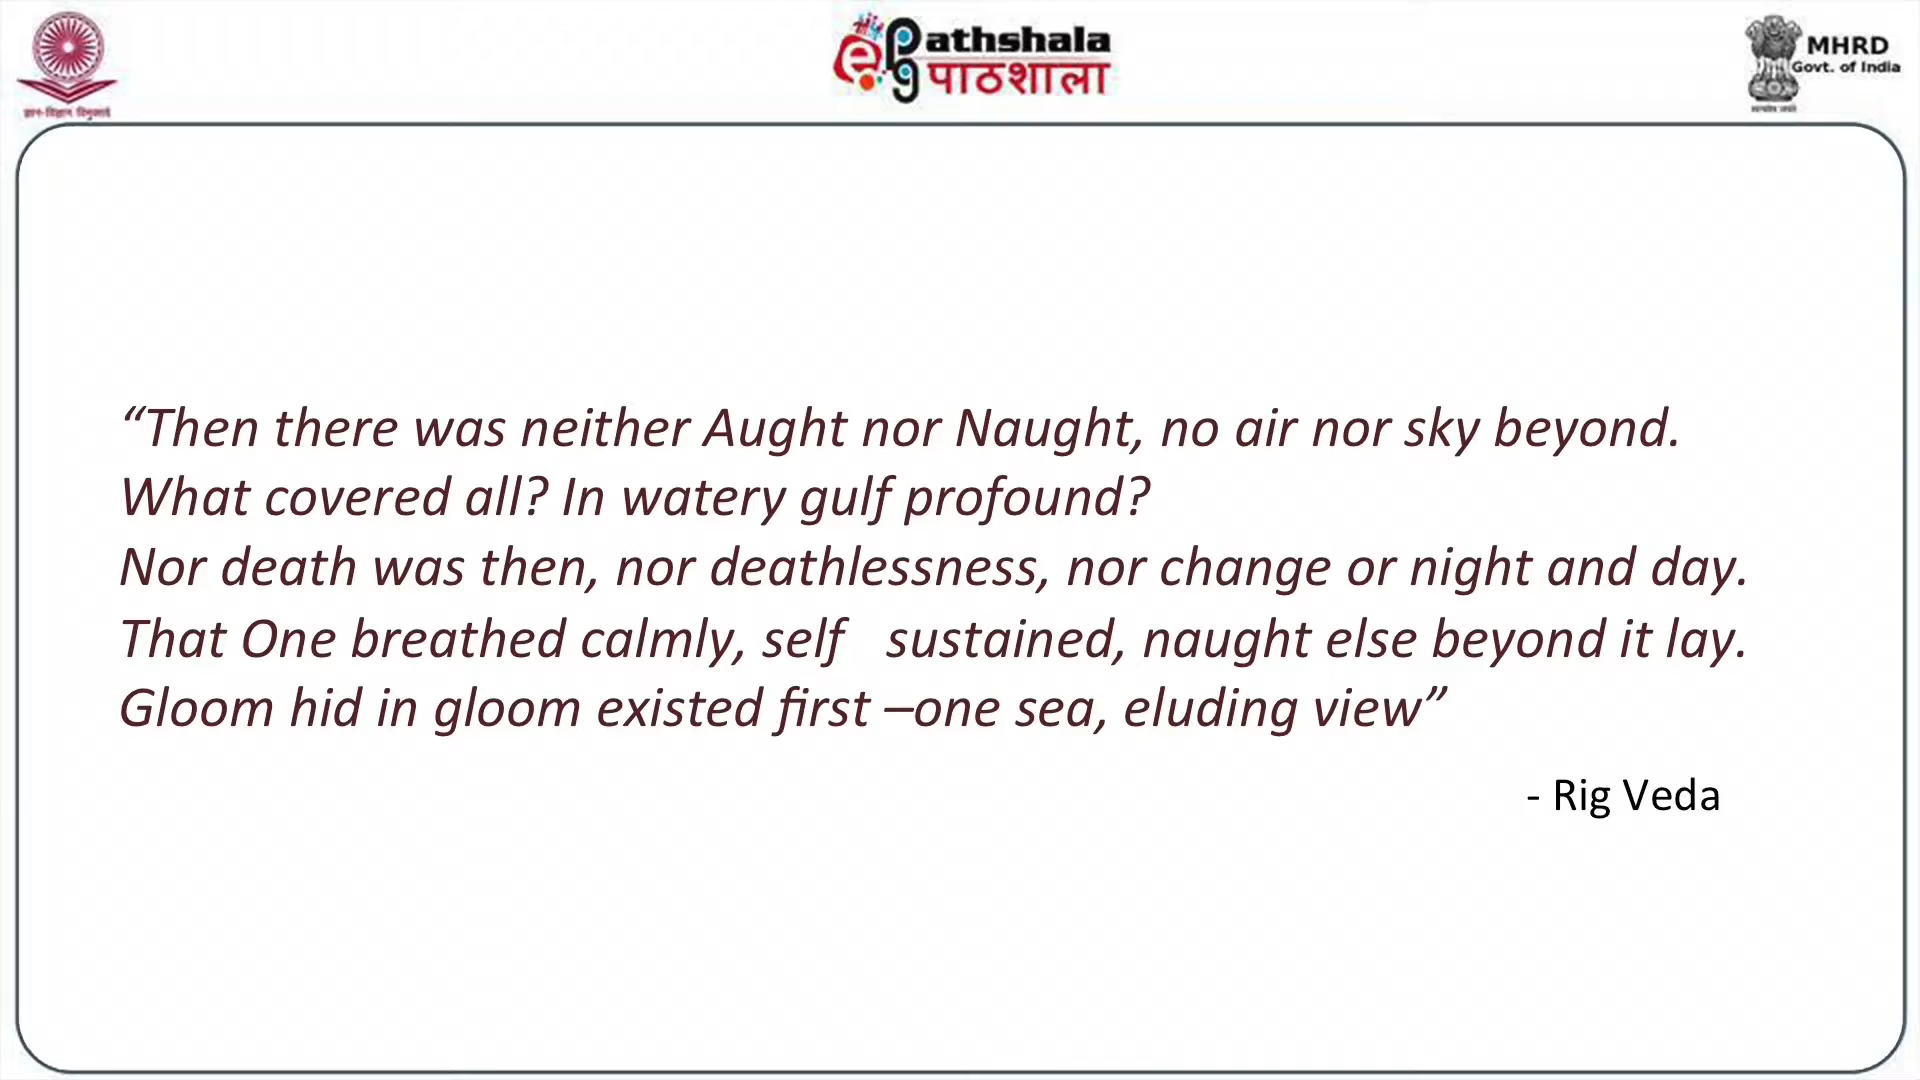 ePG Pathshala
पाठशाला
MHRD
Govt. of India
“Then there was neither Aught nor Naught, no air nor sky beyond.
What covered all? In watery gulf profound?
Nor death was then, nor deathlessness, nor change or night and day.
That One breathed calmly, self   sustained, naught else beyond it lay.
Gloom hid in gloom existed first –one sea, eluding view”
- Rig Veda